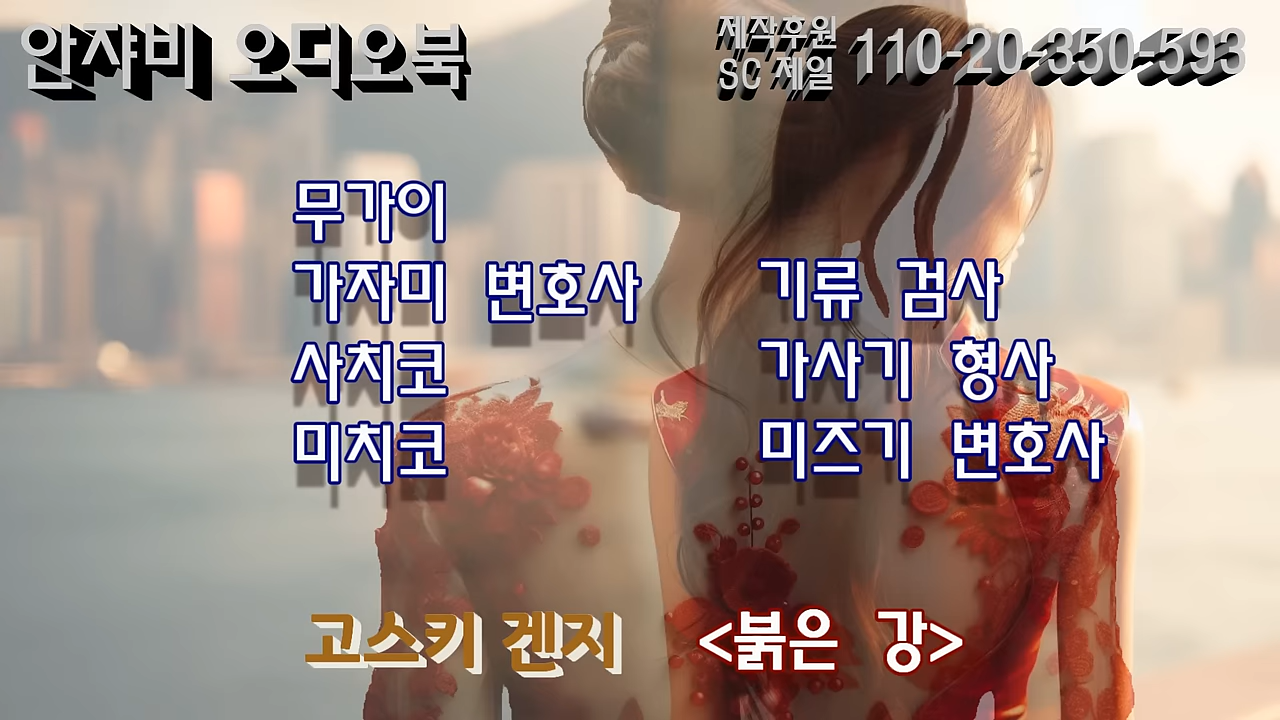 안쟈비 오디오북
제작후원
SC 제일
110-20-350-593
무가이
가자미 변호사
사치코
미치코
기류 검사
가사기 형사
미즈기 변호사
고스키 겐지
<붉은 강>